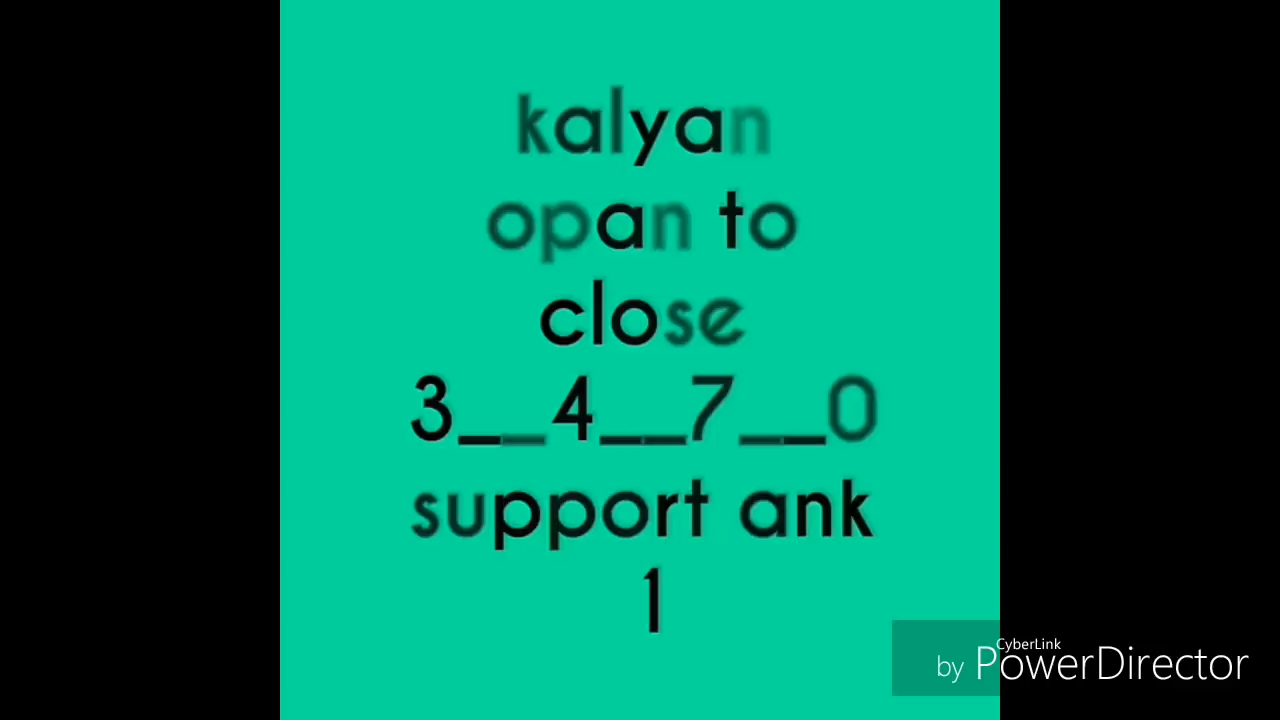 kalyan
opan to
close
3__4__7__0
support ank
1
CyberLink
by PowerDirector